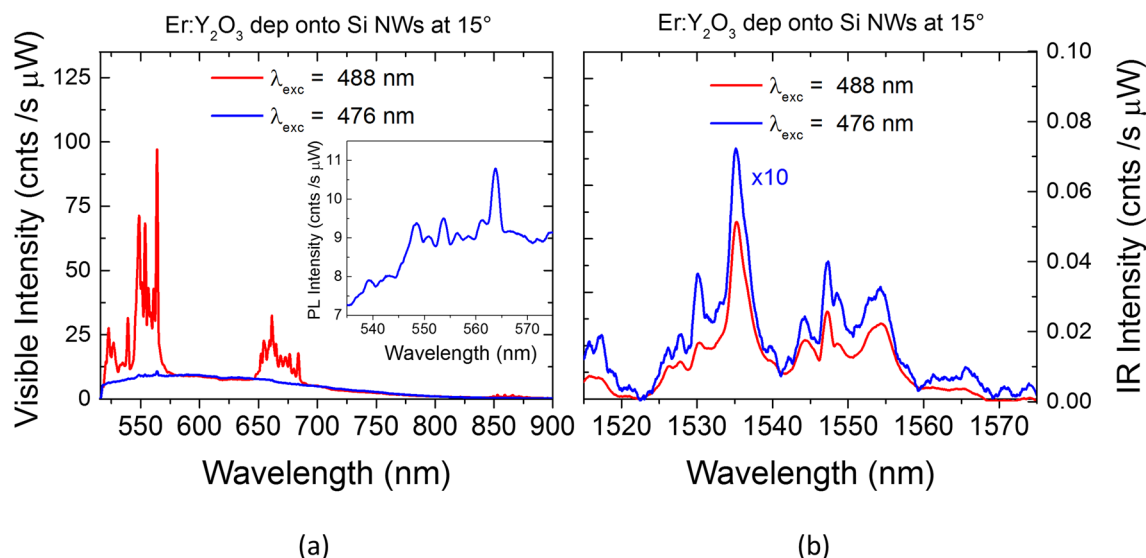 Er:Y₂O₃ dep onto Si NWs at 15°
λexc = 488 nm
λexc = 476 nm
Visible Intensity (cnts /s μW)
125
100
75
50
25
0
550 600 650 700 750 800 850 900
Wavelength (nm)
PL Intensity (cnts /s μW)
11
10
9
8
7
540 550 560 570
Wavelength (nm)
(a)
Er:Y₂O₃ dep onto Si NWs at 15°
λexc = 488 nm
λexc = 476 nm
x10
0.10
0.08
0.06
0.04
0.02
0.00
IR Intensity (cnts /s μW)
1520 1530 1540 1550 1560 1570
Wavelength (nm)
(b)